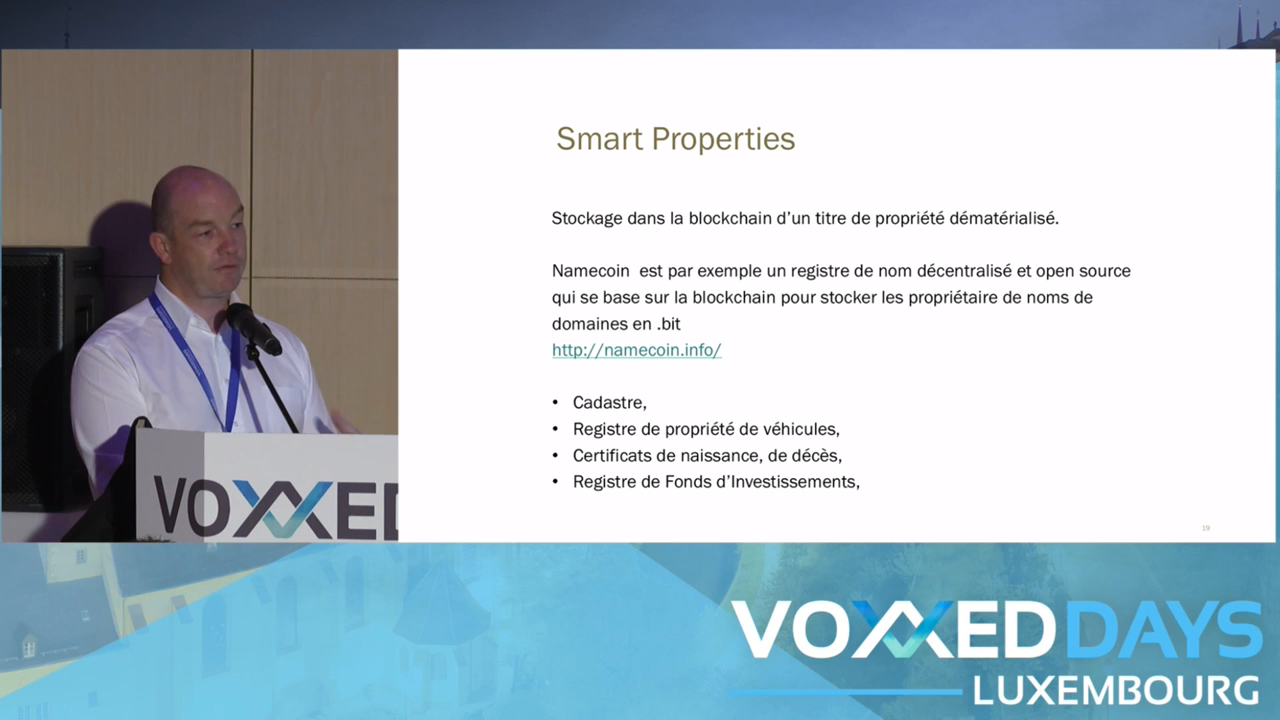 Smart Properties
Stockage dans la blockchain d’un titre de propriété dématérialisé.
Namecoin est par exemple un registre de nom décentralisé et open source
qui se base sur la blockchain pour stocker les propriétaire de noms de
domaines en .bit
http://namecoin.info/
• Cadastre,
• Registre de propriété de véhicules,
• Certificats de naissance, de décès,
• Registre de Fonds d’Investissements,
19
VOXXED
VOXXED DAYS
LUXEMBOURG